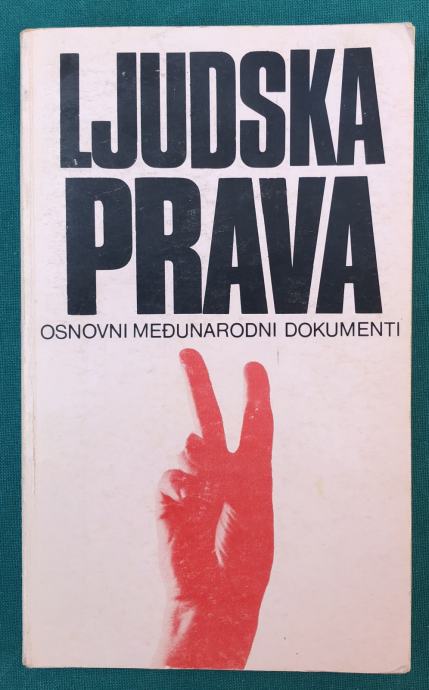 LJUDSKA
PRAVA
OSNOVNI MEĐUNARODNI DOKUMENTI